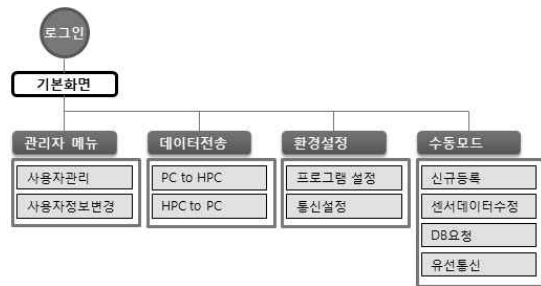 로그인
기본화면
관리자 메뉴
사용자관리
사용자정보변경
데이터전송
PC to HPC
HPC to PC
환경설정
프로그램 설정
통신설정
수동모드
신규등록
센서데이터수정
DB요청
유선통신